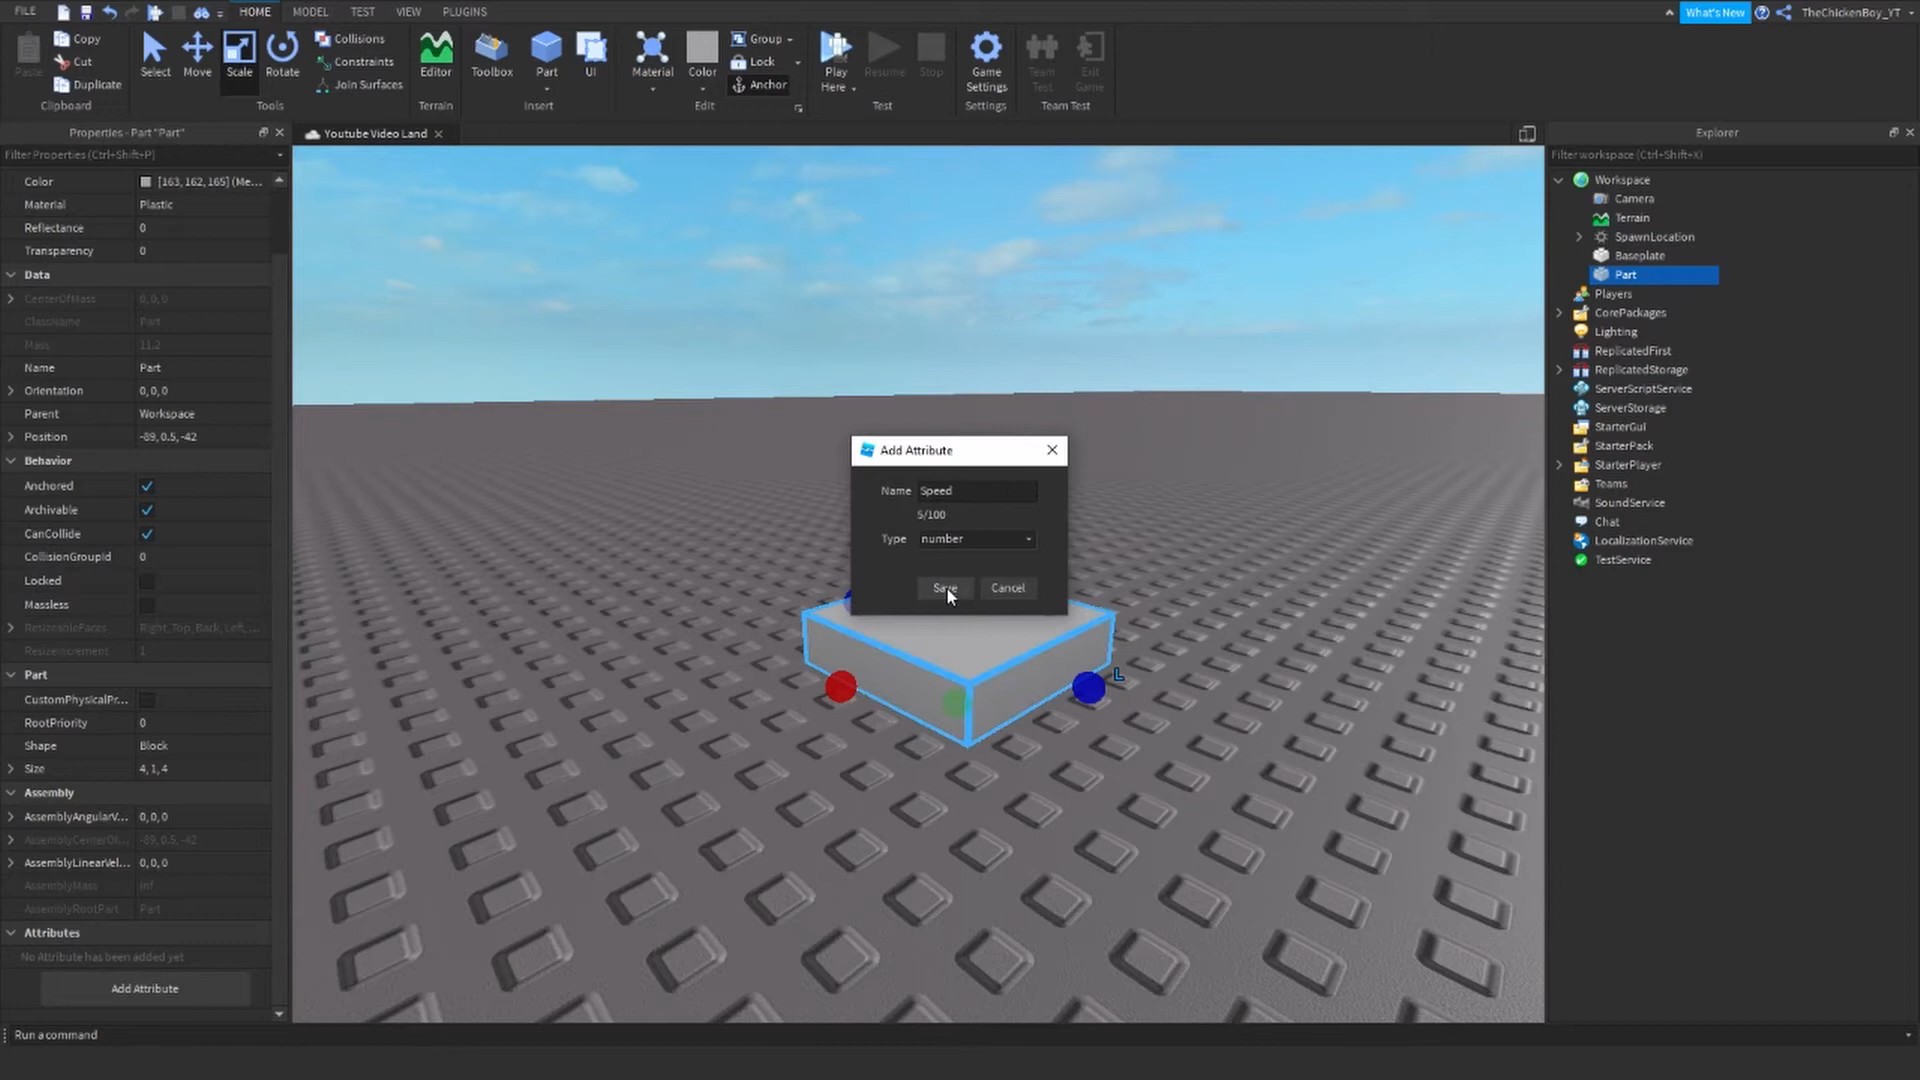 FILE HOME MODEL TEST VIEW PLUGINS What's New TheChickenBoy_YT
Paste Copy Cut Duplicate Clipboard
Select Move Scale Rotate Collisions Constraints Join Surfaces Tools
Editor Terrain
Toolbox Part UI Insert
Material Color Group Lock Anchor Edit
Play Here Resume Stop Test
Game Settings Settings
Team Test Exit Game Team Test
Properties - Part "Part"
Filter Properties (Ctrl+Shift+P)
Color [163, 162, 165] (Me...
Material Plastic
Reflectance 0
Transparency 0
Data
CenterOfMass 0, 0, 0
ClassName Part
Mass 11.2
Name Part
Orientation 0, 0, 0
Parent Workspace
Position -89, 0.5, -42
Behavior
Anchored
Archivable
CanCollide
CollisionGroupId 0
Locked
Massless
ResizeableFaces Right, Top, Back, Left, ...
ResizeIncrement 1
Part
CustomPhysicalPr...
RootPriority 0
Shape Block
Size 4, 1, 4
Assembly
AssemblyAngularV... 0, 0, 0
AssemblyCenterOf... -89, 0.5, -42
AssemblyLinearVel... 0, 0, 0
AssemblyMass inf
AssemblyRootPart Part
Attributes
No Attribute has been added yet
Add Attribute
Run a command
Youtube Video Land
Add Attribute
Name Speed
5/100
Type number
Save Cancel
L
Explorer
Filter workspace (Ctrl+Shift+X)
Workspace
Camera
Terrain
SpawnLocation
Baseplate
Part
Players
CorePackages
Lighting
ReplicatedFirst
ReplicatedStorage
ServerScriptService
ServerStorage
StarterGui
StarterPack
StarterPlayer
Teams
SoundService
Chat
LocalizationService
TestService